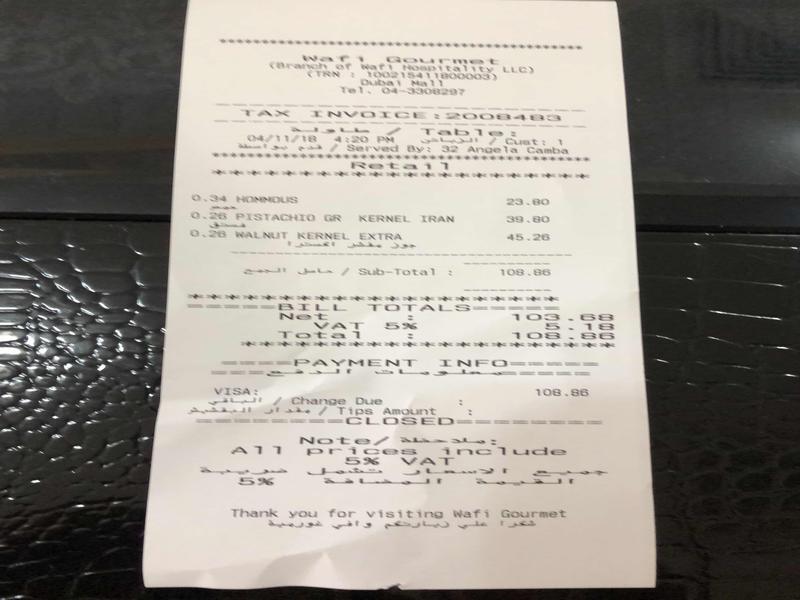 ************************************************
Wafi Gourmet
(Branch of Wafi Hospitality LLC)
(TRN : 100215411800003)
Dubai Mall
Tel. 04-3308297
TAX INVOICE:2008483
طاولة / Table:
04/11/18 4:20 PM الزبائن / Cust: 1
قدم بواسطة / Served By: 32 Angela Camba
************************************************
Retail
************************
0.34 HOMMOUS 23.80
حمص
0.26 PISTACHIO GR KERNEL IRAN 39.80
فستق
0.26 WALNUT KERNEL EXTRA 45.26
جوز مقشر اكسترا
حاصل الجمع / Sub-Total : 108.86
************************
====BILL TOTALS====
Net : 103.68
VAT 5% 5.18
Total : 108.86
************************
====PAYMENT INFO====
====معلومات الدفع====
VISA: 108.86
الباقي / Change Due :
مقدار البقشيش / Tips Amount :
==========CLOSED==========
Note/ ملاحظة:
All prices include
5% VAT
جميع الاسعار تشمل ضريبة
القيمة المضافة 5%
Thank you for visiting Wafi Gourmet
شكرا على زيارتكم وافي غورمية